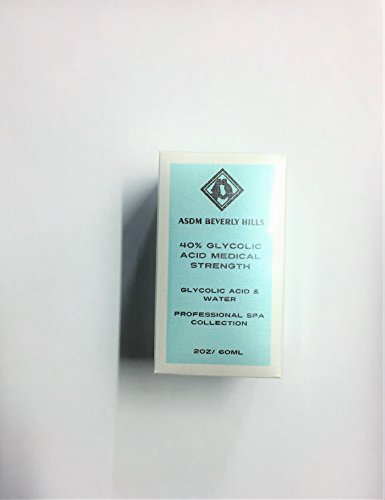 ASDM BEVERLY HILLS
40% GLYCOLIC
ACID MEDICAL
STRENGTH
GLYCOLIC ACID &
WATER
PROFESSIONAL SPA
COLLECTION
2OZ/ 60ML